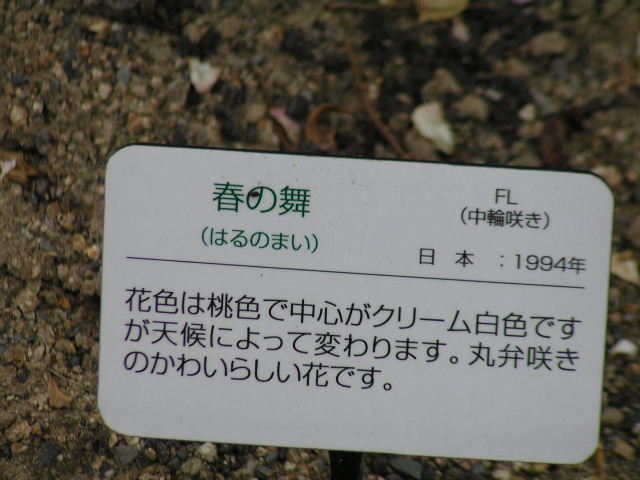 春の舞
(はるのまい)
FL
(中輪咲き)
日 本 :1994年
花色は桃色で中心がクリーム白色です
が天候によって変わります。丸弁咲き
のかわいらしい花です。